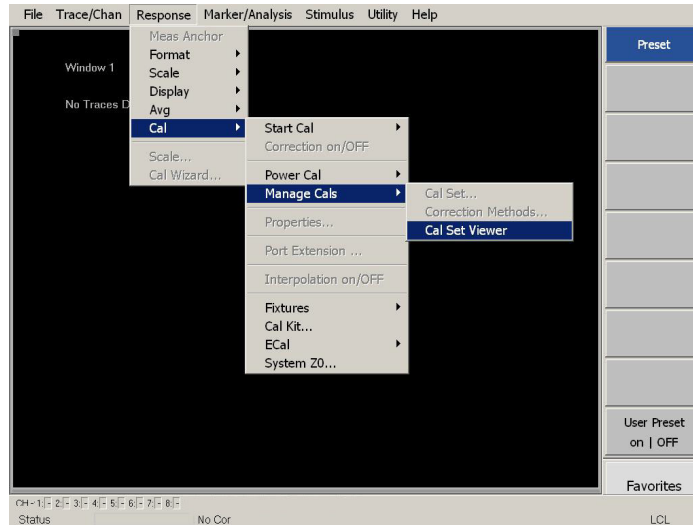 File Trace/Chan Response Marker/Analysis Stimulus Utility Help
Meas Anchor
Format
Scale
Display
Avg
Cal
Scale...
Cal Wizard...
Window 1
No Traces D
Start Cal
Correction on/OFF
Power Cal
Manage Cals
Properties...
Port Extension ...
Interpolation on/OFF
Fixtures
Cal Kit...
ECal
System Z0...
Cal Set...
Correction Methods...
Cal Set Viewer
Preset
User Preset
on | OFF
Favorites
CH - 1: - 2: - 3: - 4: - 5: - 6: - 7: - 8: -
Status No Cor LCL